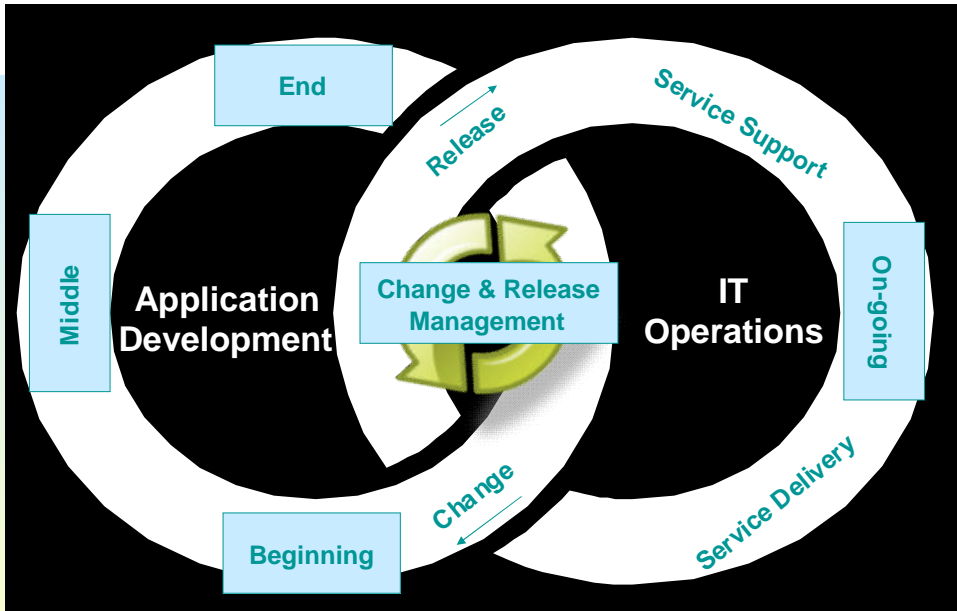 End
Release
Service Support
Middle
Application
Development
Change & Release
Management
IT
Operations
On-going
Change
Service Delivery
Beginning